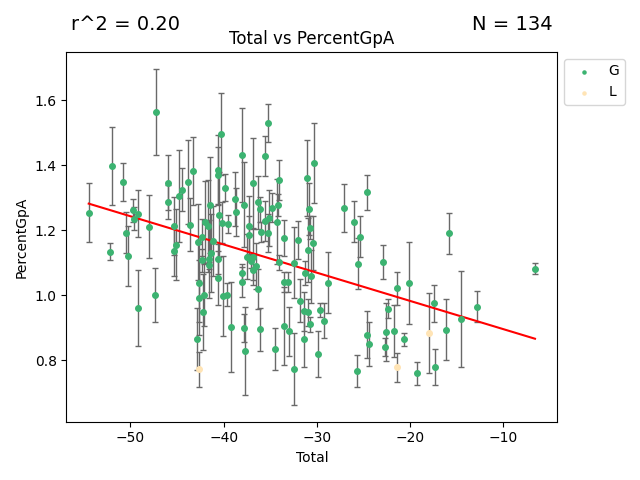 r^2 = 0.20
N = 134
Total vs PercentGpA
G
L
PercentGpA
1.6
1.4
1.2
1.0
0.8
−50
−40
−30
−20
−10
Total